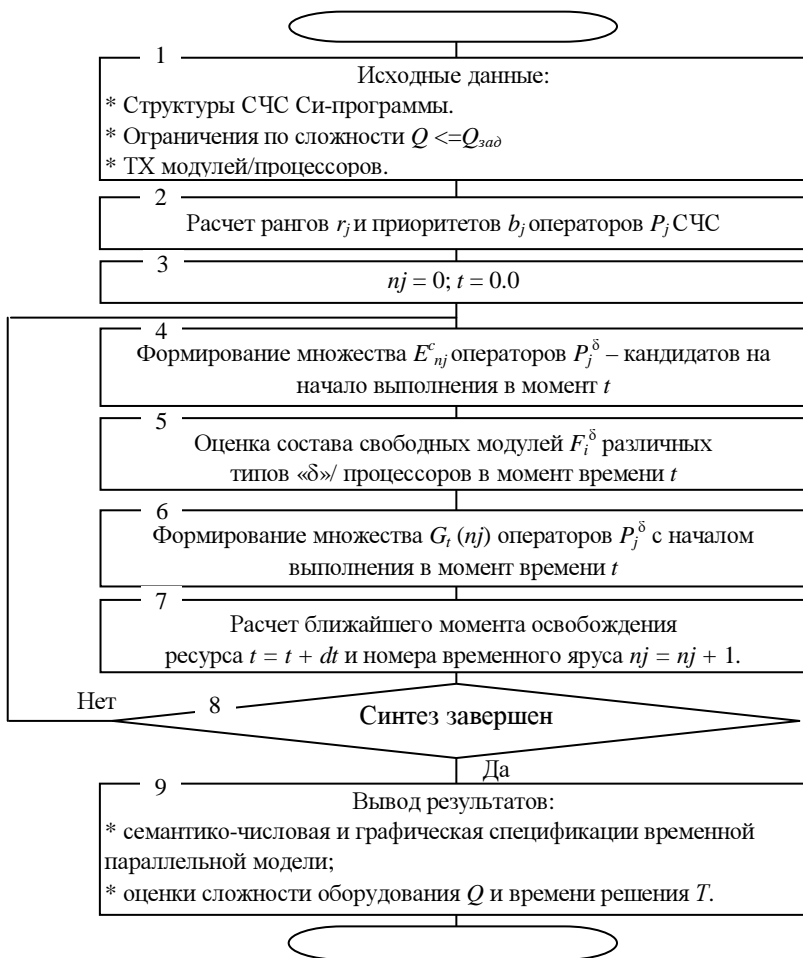 1
Исходные данные:
* Структуры СЧС Си-программы.
* Ограничения по сложности Q <=Qзад
* ТХ модулей/процессоров.
2
Расчет рангов rj и приоритетов bj операторов Pj СЧС
3
nj = 0; t = 0.0
4
Формирование множества E^c_nj операторов Pj^δ – кандидатов на
начало выполнения в момент t
5
Оценка состава свободных модулей Fi^δ различных
типов «δ»/ процессоров в момент времени t
6
Формирование множества Gt (nj) операторов Pj^δ с началом
выполнения в момент времени t
7
Расчет ближайшего момента освобождения
ресурса t = t + dt и номера временного яруса nj = nj + 1.
Нет
8
Синтез завершен
Да
9
Вывод результатов:
* семантико-числовая и графическая спецификации временной
параллельной модели;
* оценки сложности оборудования Q и времени решения T.